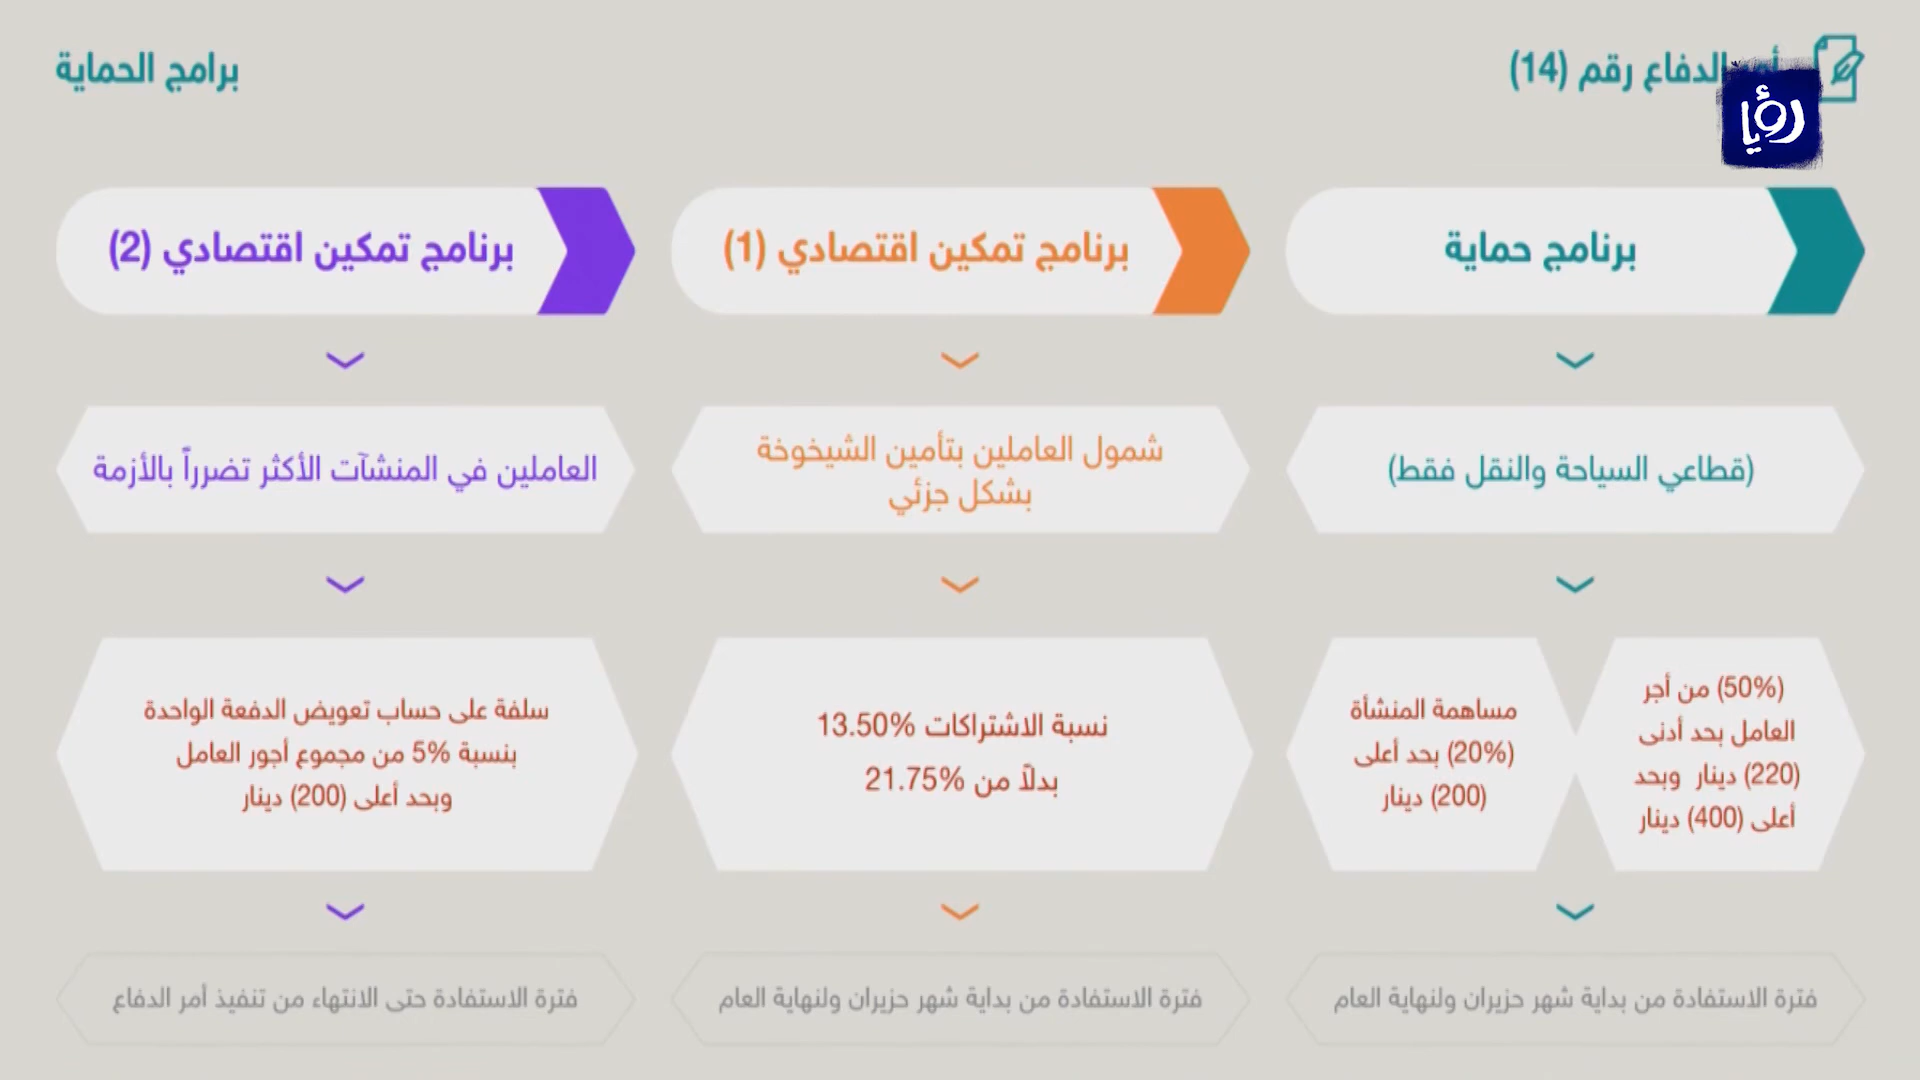 الدفاع رقم (14)
برامج الحماية
رؤيا
برنامج حماية
(قطاعي السياحة والنقل فقط)
(50%) من أجر
العامل بحد أدنى
(220) دينار وبحد
أعلى (400) دينار
مساهمة المنشأة
(20%) بحد أعلى
(200) دينار
فترة الاستفادة من بداية شهر حزيران ولنهاية العام
برنامج تمكين اقتصادي (1)
شمول العاملين بتأمين الشيخوخة
بشكل جزئي
نسبة الاشتراكات 13.50%
بدلاً من 21.75%
فترة الاستفادة من بداية شهر حزيران ولنهاية العام
برنامج تمكين اقتصادي (2)
العاملين في المنشآت الأكثر تضرراً بالأزمة
سلفة على حساب تعويض الدفعة الواحدة
بنسبة 5% من مجموع أجور العامل
وبحد أعلى (200) دينار
فترة الاستفادة حتى الانتهاء من تنفيذ أمر الدفاع